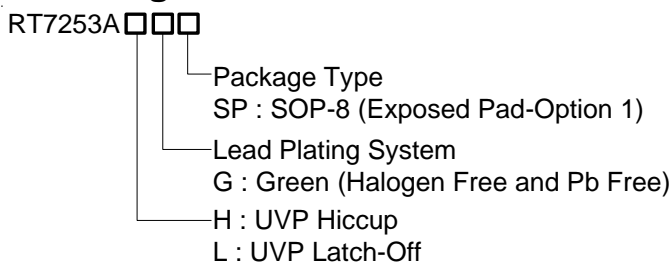 RT7253A□□□
Package Type
SP : SOP-8 (Exposed Pad-Option 1)
Lead Plating System
G : Green (Halogen Free and Pb Free)
H : UVP Hiccup
L : UVP Latch-Off